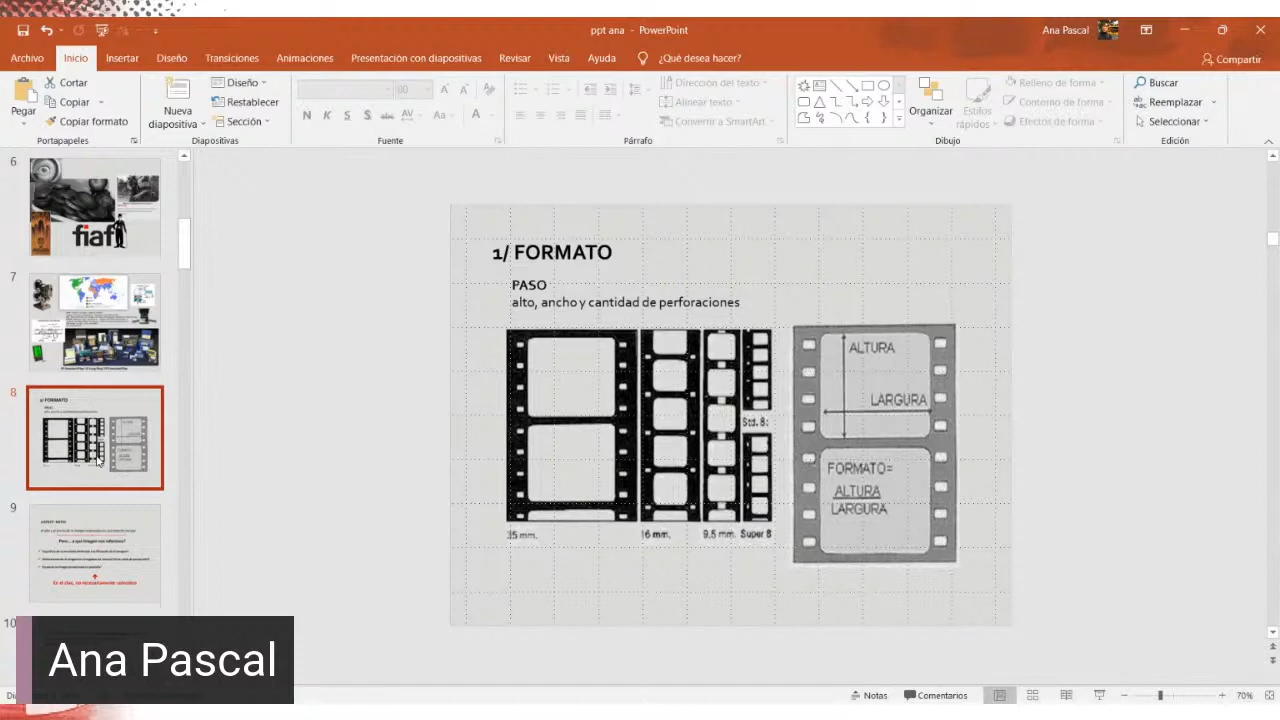 ppt ana - PowerPoint
Ana Pascal
Archivo
Inicio
Insertar
Diseño
Transiciones
Animaciones
Presentación con diapositivas
Revisar
Vista
Ayuda
¿Qué desea hacer?
Compartir
Pegar
Cortar
Copiar
Copiar formato
Portapapeles
Nueva
diapositiva
Diseño
Restablecer
Sección
Diapositivas
N K S S abc AV Aa A
Fuente
Dirección del texto
Alinear texto
Convertir a SmartArt
Párrafo
Organizar
Estilos
rápidos
Relleno de forma
Contorno de forma
Efectos de forma
Dibujo
Buscar
Reemplazar
Seleccionar
Edición
6
fiaf
7
8
9
10
1/ FORMATO
PASO
alto, ancho y cantidad de perforaciones
ALTURA
LARGURA
Std. 8:
FORMATO=
ALTURA
LARGURA
35 mm.
16 mm.
9.5 mm.
Super 8
Ana Pascal
Notas
Comentarios
70%